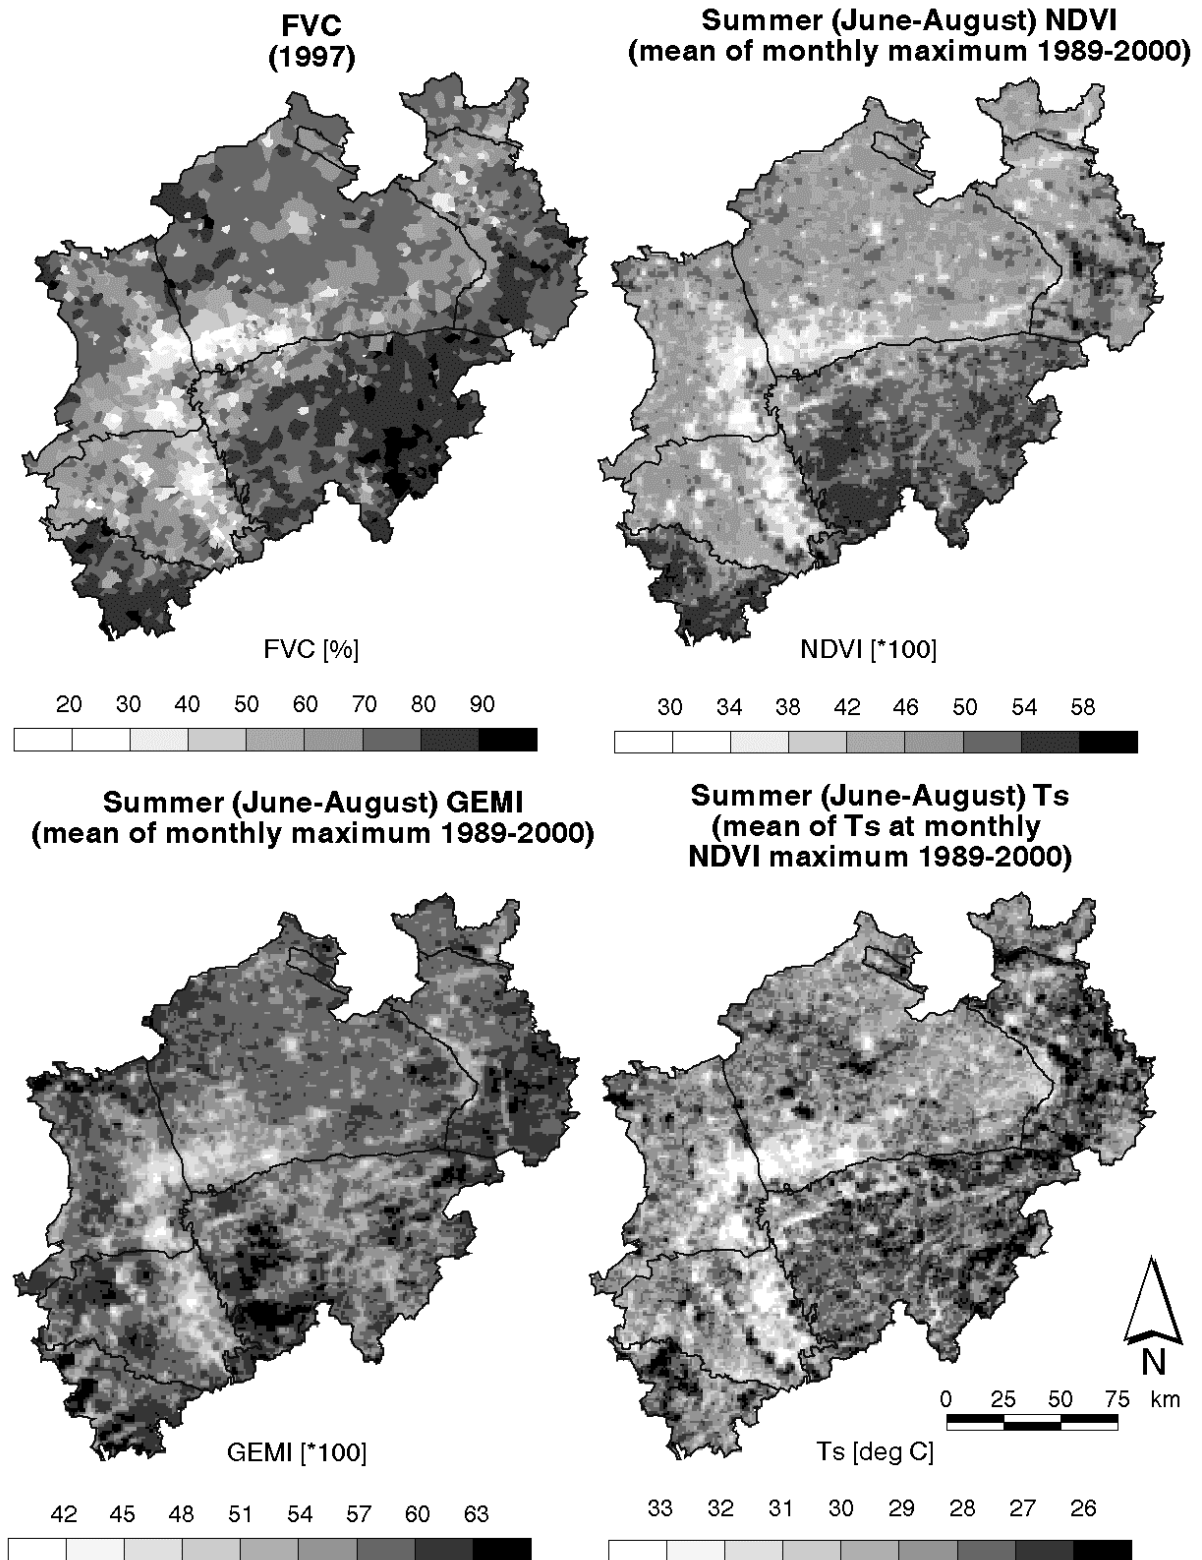 FVC
(1997)
Summer (June-August) NDVI
(mean of monthly maximum 1989-2000)
FVC [%]
20 30 40 50 60 70 80 90
NDVI [*100]
30 34 38 42 46 50 54 58
Summer (June-August) GEMI
(mean of monthly maximum 1989-2000)
Summer (June-August) Ts
(mean of Ts at monthly
NDVI maximum 1989-2000)
N
0 25 50 75 km
GEMI [*100]
42 45 48 51 54 57 60 63
Ts [deg C]
33 32 31 30 29 28 27 26